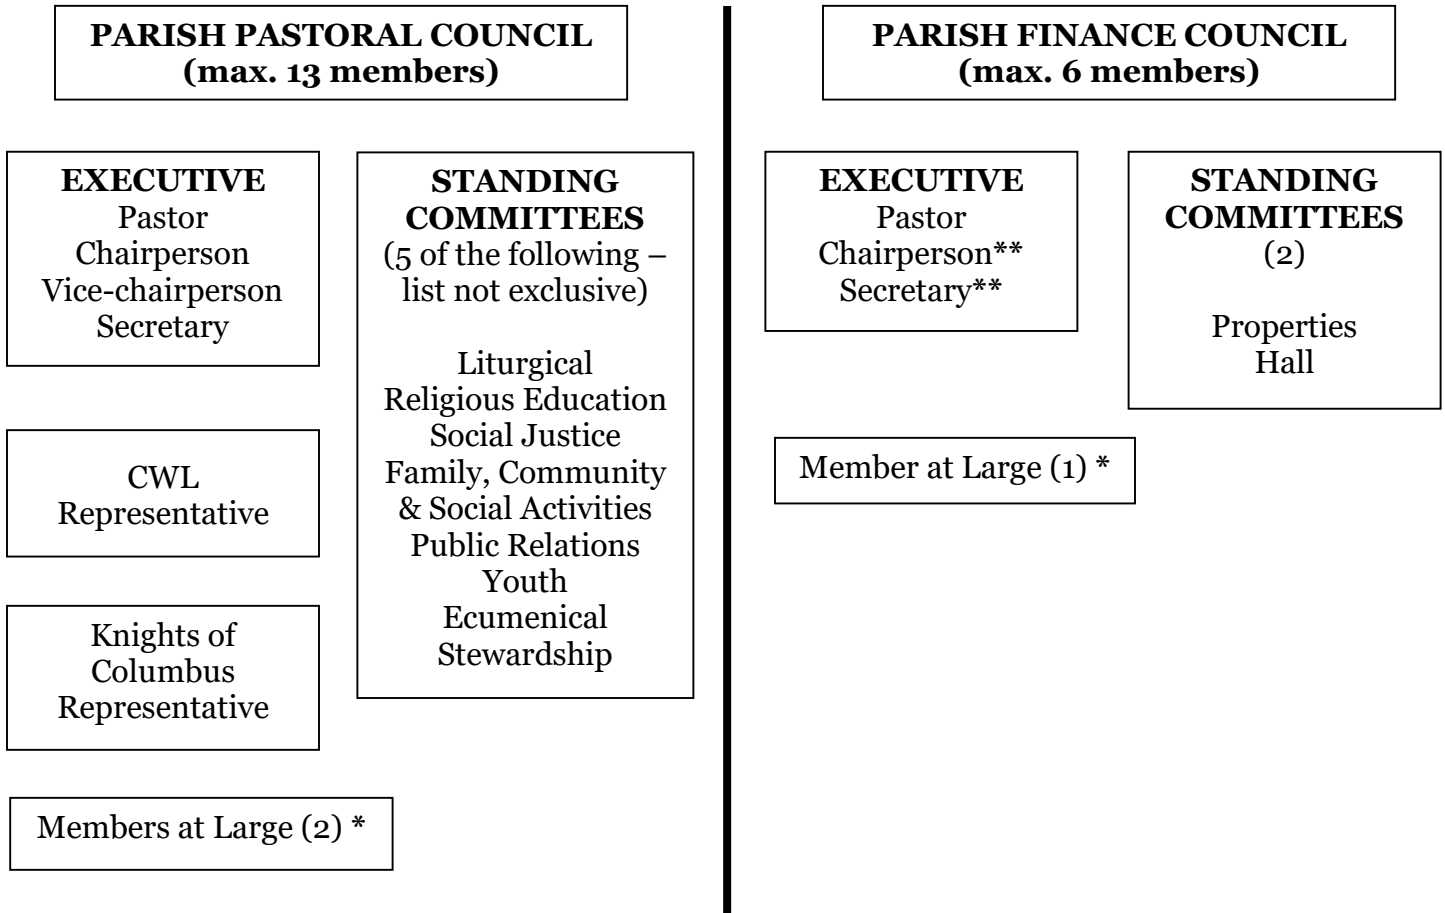 PARISH PASTORAL COUNCIL
(max. 13 members)
EXECUTIVE
Pastor
Chairperson
Vice-chairperson
Secretary
CWL
Representative
Knights of
Columbus
Representative
Members at Large (2) *
STANDING
COMMITTEES
(5 of the following –
list not exclusive)
Liturgical
Religious Education
Social Justice
Family, Community
& Social Activities
Public Relations
Youth
Ecumenical
Stewardship
PARISH FINANCE COUNCIL
(max. 6 members)
EXECUTIVE
Pastor
Chairperson**
Secretary**
Member at Large (1) *
STANDING
COMMITTEES
(2)
Properties
Hall